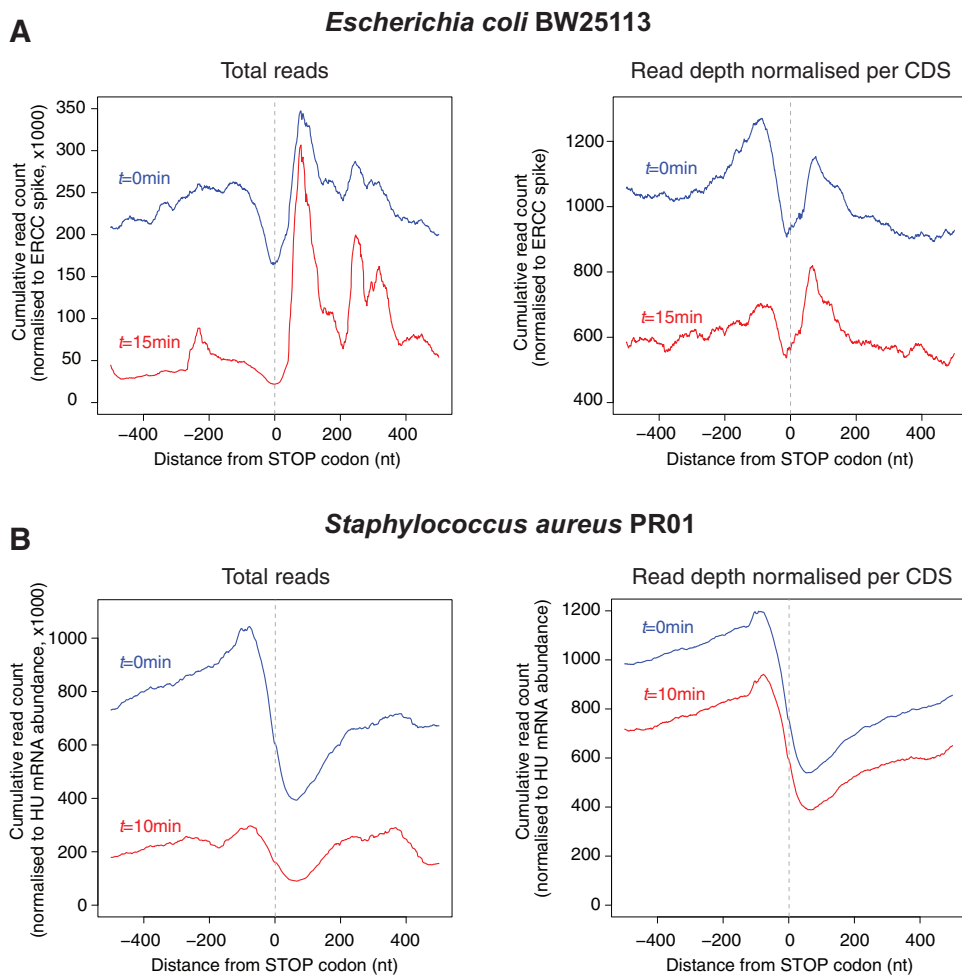 A
Escherichia coli BW25113
Total reads
Cumulative read count
(normalised to ERCC spike, x1000)
350
300
250
200
150
100
50
0
t=0min
t=15min
−400 −200 0 200 400
Distance from STOP codon (nt)
Read depth normalised per CDS
Cumulative read count
(normalised to ERCC spike)
1200
1000
800
600
400
t=0min
t=15min
−400 −200 0 200 400
Distance from STOP codon (nt)
B
Staphylococcus aureus PR01
Total reads
Cumulative read count
(normalised to HU mRNA abundance, x1000)
1000
800
600
400
200
0
t=0min
t=10min
−400 −200 0 200 400
Distance from STOP codon (nt)
Read depth normalised per CDS
Cumulative read count
(normalised to HU mRNA abundance)
1200
1000
800
600
400
200
0
t=0min
t=10min
−400 −200 0 200 400
Distance from STOP codon (nt)